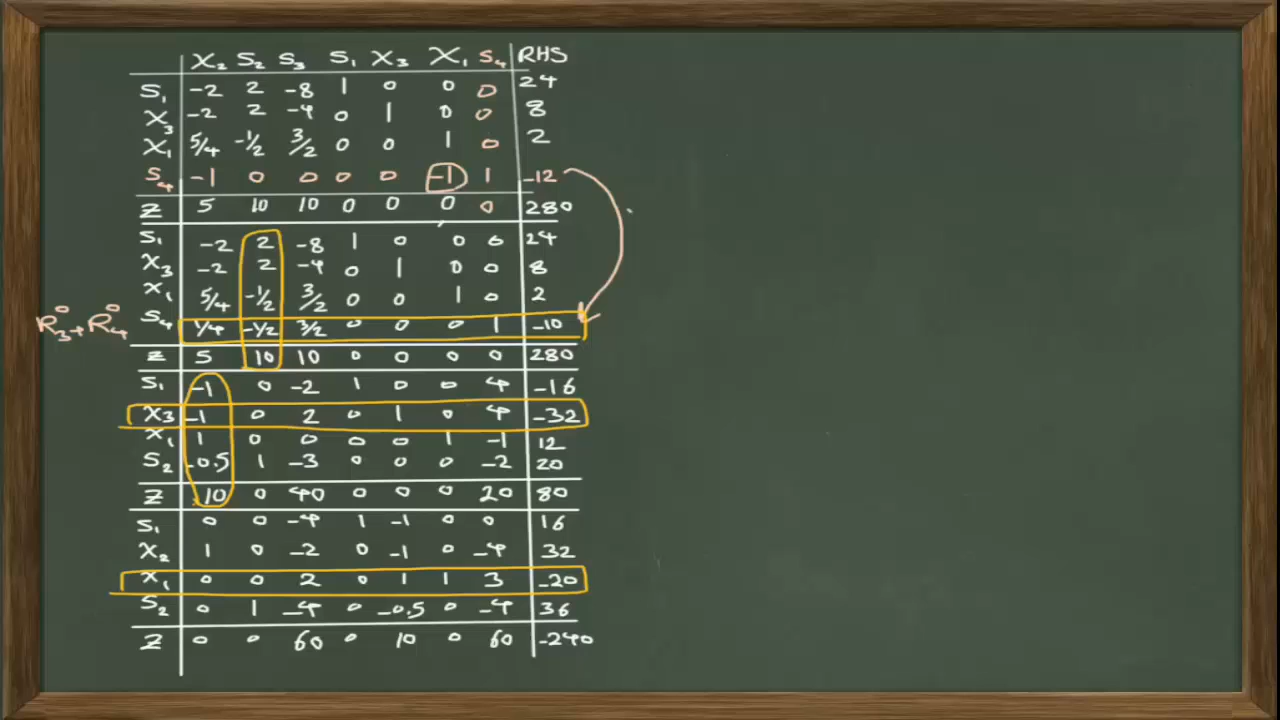 X₂ S₂ S₃ S₁ X₃ X₁ S₄ RHS
S₁ -2 2 -8 1 0 0 0 24
X₃ -2 2 -4 0 1 0 0 8
X₁ 5/4 -1/2 3/2 0 0 1 0 2
S₄ -1 0 0 0 0 -1 1 -12
Z 5 10 10 0 0 0 0 280
S₁ -2 2 -8 1 0 0 0 24
X₃ -2 2 -4 0 1 0 0 8
X₁ 5/4 -1/2 3/2 0 0 1 0 2
R₃⁰+R₄⁰ S₄ 1/4 -1/2 3/2 0 0 0 1 -10
Z 5 10 10 0 0 0 0 280
S₁ -1 0 -2 1 0 0 4 -16
X₃ -1 0 2 0 1 0 4 -32
X₁ 1 0 0 0 0 1 -1 12
S₂ -0.5 1 -3 0 0 0 -2 20
Z 10 0 40 0 0 0 20 80
S₁ 0 0 -4 1 -1 0 0 16
X₂ 1 0 -2 0 -1 0 -4 32
X₁ 0 0 2 0 1 1 3 -20
S₂ 0 1 -4 0 -0.5 0 -4 36
Z 0 0 60 0 10 0 60 -240